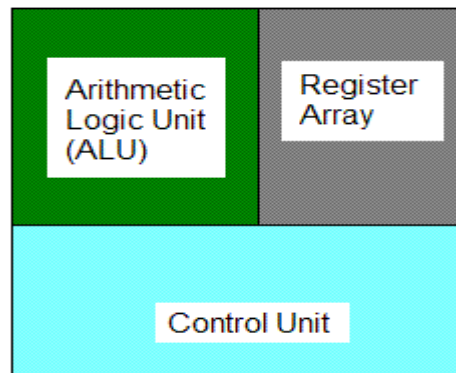 Arithmetic
Logic Unit
(ALU)
Register
Array
Control Unit